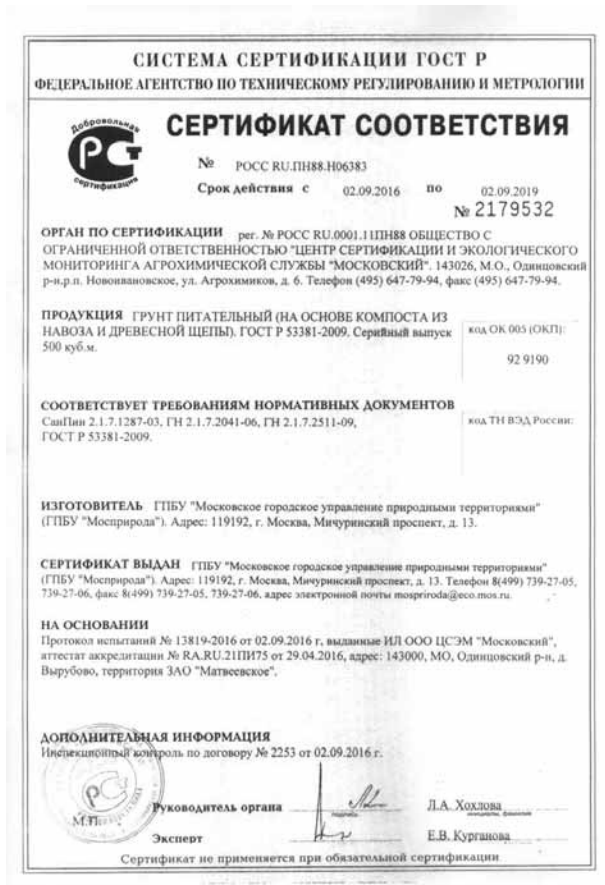 СИСТЕМА СЕРТИФИКАЦИИ ГОСТ Р
ФЕДЕРАЛЬНОЕ АГЕНТСТВО ПО ТЕХНИЧЕСКОМУ РЕГУЛИРОВАНИЮ И МЕТРОЛОГИИ
Добровольная
сертификация
СЕРТИФИКАТ СООТВЕТСТВИЯ
№ РОСС RU.ПН88.Н06383
Срок действия с 02.09.2016 по 02.09.2019
№ 2179532
ОРГАН ПО СЕРТИФИКАЦИИ рег. № РОСС RU.0001.11ПН88 ОБЩЕСТВО С
ОГРАНИЧЕННОЙ ОТВЕТСТВЕННОСТЬЮ "ЦЕНТР СЕРТИФИКАЦИИ И ЭКОЛОГИЧЕСКОГО
МОНИТОРИНГА АГРОХИМИЧЕСКОЙ СЛУЖБЫ "МОСКОВСКИЙ". 143026, М.О., Одинцовский
р-н,р.п. Новоивановское, ул. Агрохимиков, д. 6. Телефон (495) 647-79-94, факс (495) 647-79-94.
ПРОДУКЦИЯ ГРУНТ ПИТАТЕЛЬНЫЙ (НА ОСНОВЕ КОМПОСТА ИЗ
НАВОЗА И ДРЕВЕСНОЙ ЩЕПЫ). ГОСТ Р 53381-2009. Серийный выпуск
500 куб.м.
код ОК 005 (ОКП):
92 9190
СООТВЕТСТВУЕТ ТРЕБОВАНИЯМ НОРМАТИВНЫХ ДОКУМЕНТОВ
СанПин 2.1.7.1287-03, ГН 2.1.7.2041-06, ГН 2.1.7.2511-09,
ГОСТ Р 53381-2009.
код ТН ВЭД России:
ИЗГОТОВИТЕЛЬ ГПБУ "Московское городское управление природными территориями"
(ГПБУ "Мосприрода"). Адрес: 119192, г. Москва, Мичуринский проспект, д. 13.
СЕРТИФИКАТ ВЫДАН ГПБУ "Московское городское управление природными территориями"
(ГПБУ "Мосприрода"). Адрес: 119192, г. Москва, Мичуринский проспект, д. 13. Телефон 8(499) 739-27-05,
739-27-06, факс 8(499) 739-27-05, 739-27-06, адрес электронной почты mospriroda@eco.mos.ru.
НА ОСНОВАНИИ
Протокол испытаний № 13819-2016 от 02.09.2016 г, выданные ИЛ ООО ЦСЭМ "Московский",
аттестат аккредитации № RA.RU.21ПИ75 от 29.04.2016, адрес: 143000, МО, Одинцовский р-н, д.
Вырубово, территория ЗАО "Матвеевское".
ДОПОЛНИТЕЛЬНАЯ ИНФОРМАЦИЯ
Инспекционный контроль по договору № 2253 от 02.09.2016 г.
М.П.
Руководитель органа
подпись
Л.А. Хохлова
инициалы, фамилия
Эксперт
Е.В. Курганова
Сертификат не применяется при обязательной сертификации